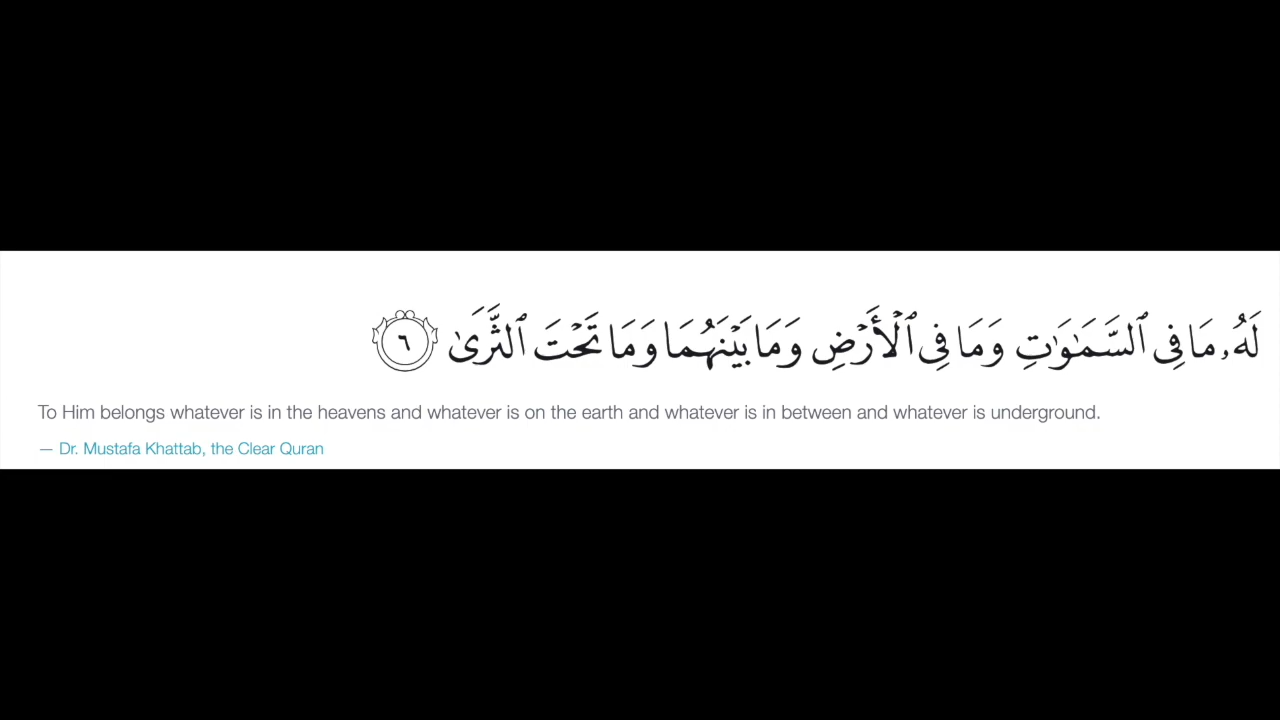 لَهُۥ مَا فِى ٱلسَّمَـٰوَٰتِ وَمَا فِى ٱلْأَرْضِ وَمَا بَيْنَهُمَا وَمَا تَحْتَ ٱلثَّرَىٰ ٦
To Him belongs whatever is in the heavens and whatever is on the earth and whatever is in between and whatever is underground.
— Dr. Mustafa Khattab, the Clear Quran